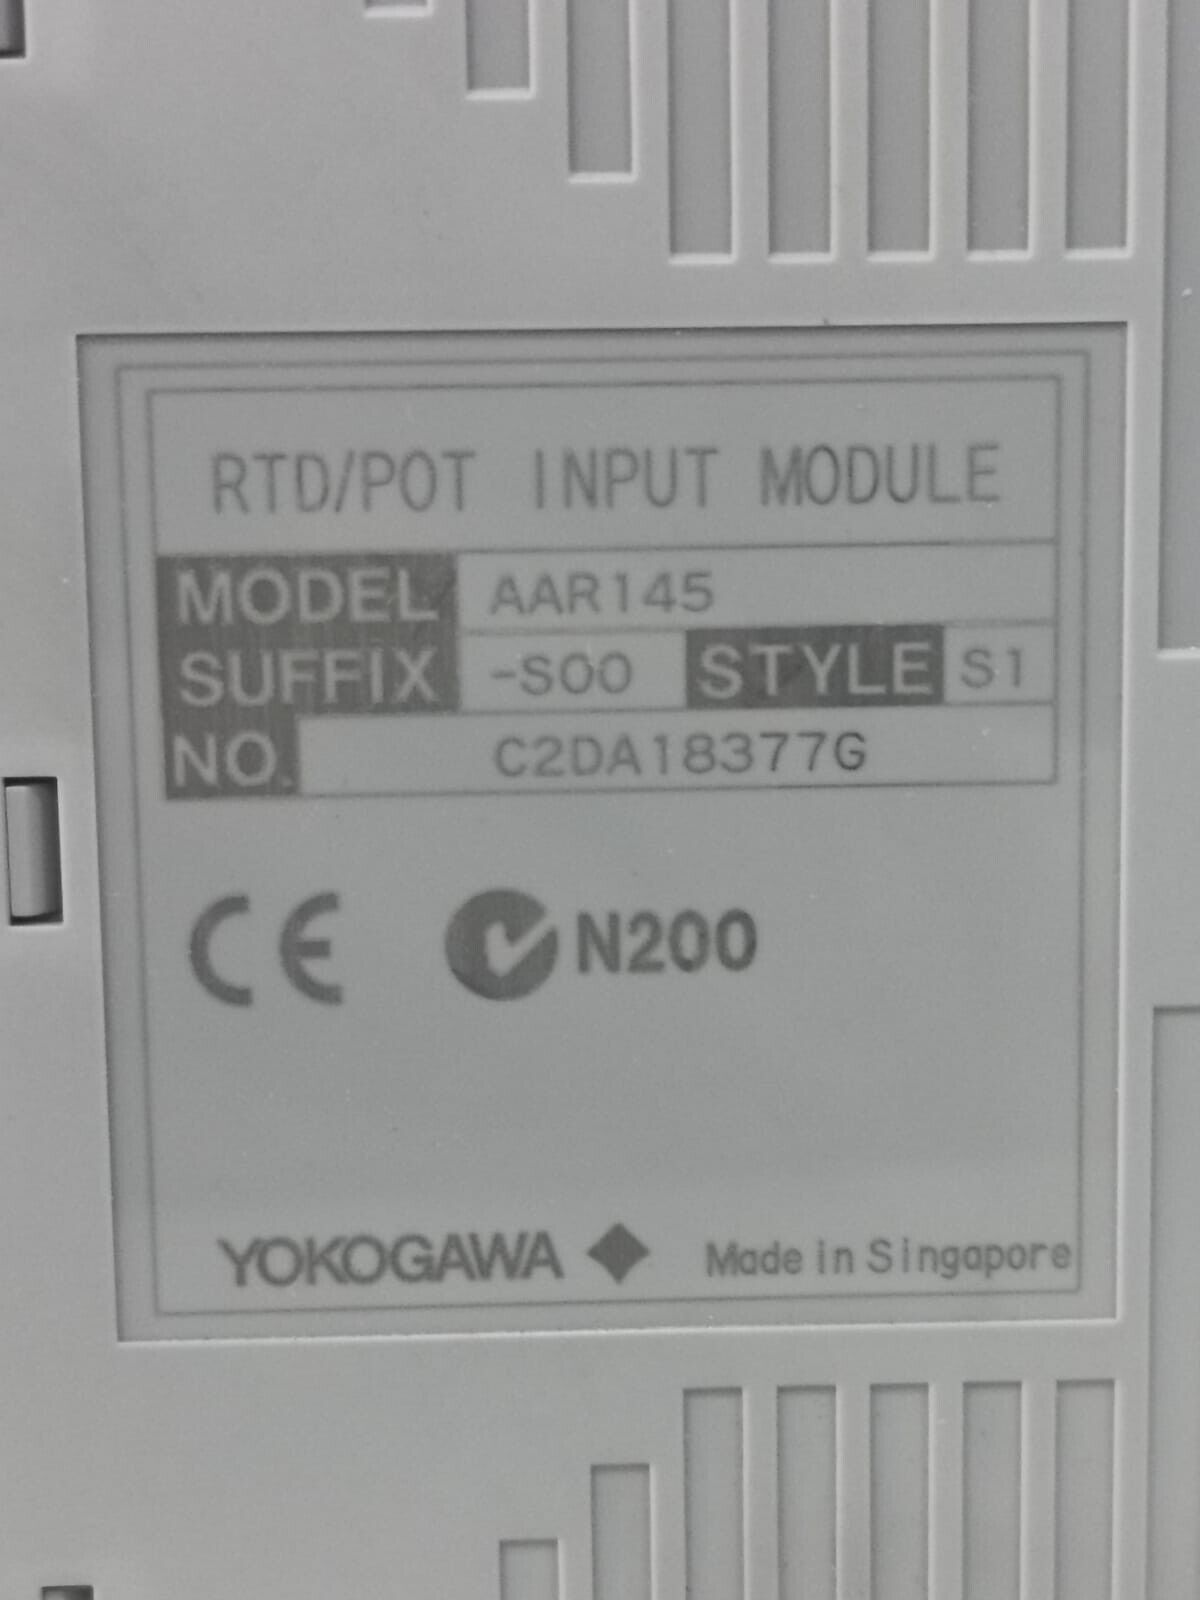 RTD/POT INPUT MODULE
MODEL AAR145
SUFFIX -S00 STYLE S1
NO. C2DA18377G
CE N200
YOKOGAWA Made in Singapore